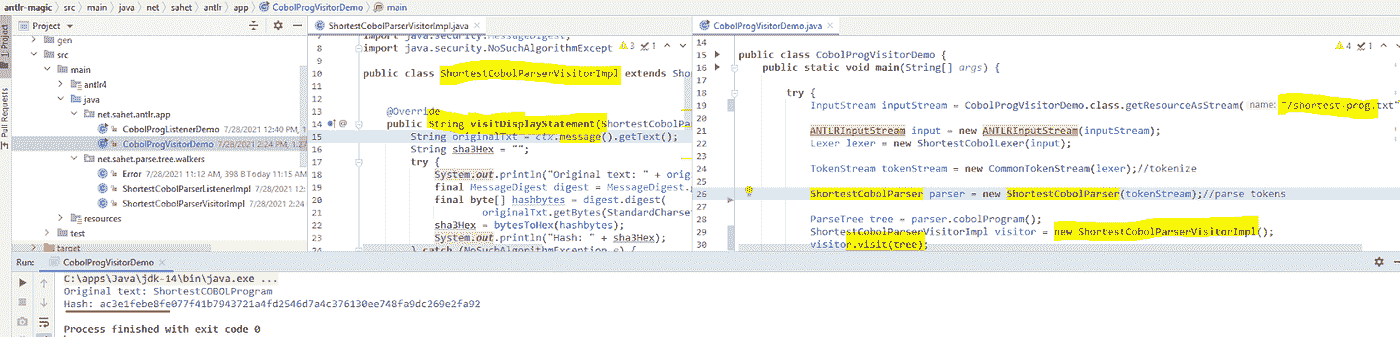 antlr-magic > src > main > java > net > sahet > antlr > app > CobolProgVisitorDemo > main
Project
gen
src
main
antlr4
java
net.sahet.antlr.app
CobolProgListenerDemo 7/28/2021 12:40 PM, 1
CobolProgVisitorDemo 7/28/2021 2:24 PM, 1.27
net.sahet.parse.tree.walkers
Error 7/28/2021 11:12 AM, 398 B Today 11:15 AM
ShortestCobolParserListenerImpl 7/28/2021
ShortestCobolParserVisitorImpl 7/28/2021 2:24
resources
test
target
1: Project
Pull Requests
ShortestCobolParserVisitorImpl.java
7 import java.security.MessageDigest;
8 import java.security.NoSuchAlgorithmExcept
3 1
9
10 public class ShortestCobolParserVisitorImpl extends Shor
11
12
13 @Override
14 public String visitDisplayStatement(ShortestCobolPar
15 String originalTxt = ctx.message().getText();
16 String sha3Hex = "";
17 try {
18 System.out.println("Original text: " + orig
19 final MessageDigest digest = MessageDigest.g
20 final byte[] hashbytes = digest.digest(
21 originalTxt.getBytes(StandardCharse
22 sha3Hex = bytesToHex(hashbytes);
23 System.out.println("Hash: " + sha3Hex);
24 } catch (NoSuchAlgorithmException e) {
CobolProgVisitorDemo.java
14
4 1
15 public class CobolProgVisitorDemo {
16 public static void main(String[] args) {
17
18 try {
19 InputStream inputStream = CobolProgVisitorDemo.class.getResourceAsStream( name: "/shortest-prog.txt"
20
21 ANTLRInputStream input = new ANTLRInputStream(inputStream);
22 Lexer lexer = new ShortestCobolLexer(input);
23
24 TokenStream tokenStream = new CommonTokenStream(lexer);//tokenize
25
26 ShortestCobolParser parser = new ShortestCobolParser(tokenStream);//parse tokens
27
28 ParseTree tree = parser.cobolProgram();
29 ShortestCobolParserVisitorImpl visitor = new ShortestCobolParserVisitorImpl();
30 visitor.visit(tree);
Run: CobolProgVisitorDemo
C:\apps\Java\jdk-14\bin\java.exe ...
Original text: ShortestCOBOLProgram
Hash: ac3e1febe8fe077f41b7943721a4fd2546d7a4c376130ee748fa9dc269e2fa92
Process finished with exit code 0